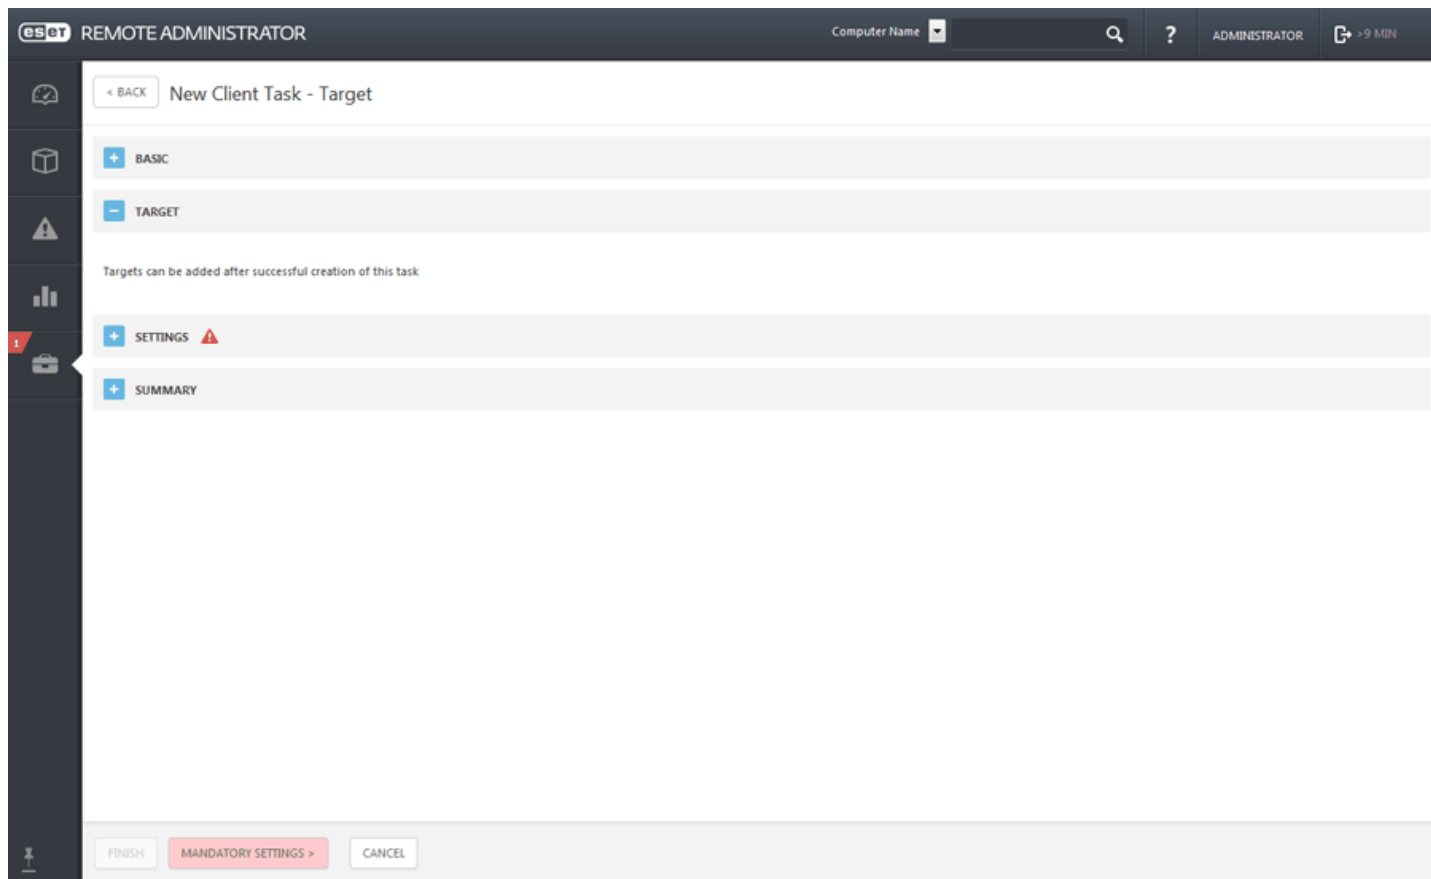 eset REMOTE ADMINISTRATOR Computer Name ? ADMINISTRATOR >9 MIN
< BACK New Client Task - Target
+ BASIC
− TARGET
Targets can be added after successful creation of this task
1
+ SETTINGS
+ SUMMARY
FINISH MANDATORY SETTINGS > CANCEL